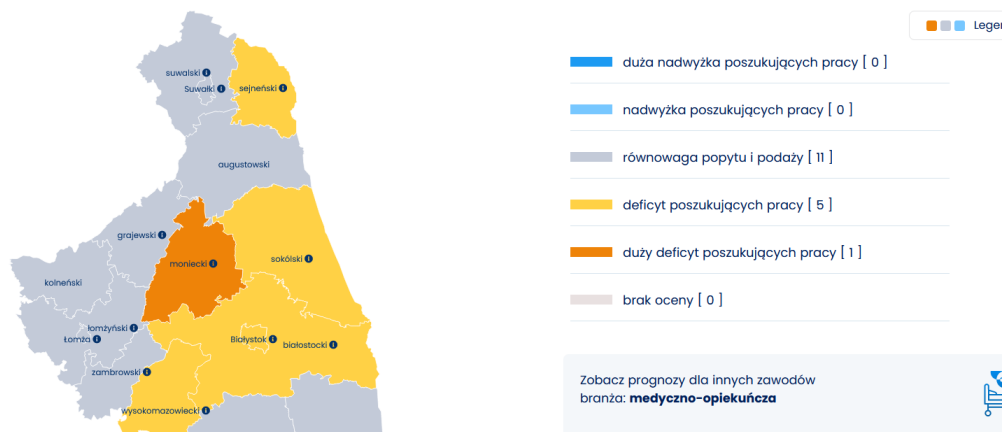 Legen
suwalski
Suwałki
sejneński
augustowski
grajewski
moniecki
sokólski
kolneński
łomżyński
Łomża
Białystok
białostocki
zambrowski
wysokomazowiecki
duża nadwyżka poszukujących pracy [ 0 ]
nadwyżka poszukujących pracy [ 0 ]
równowaga popytu i podaży [ 11 ]
deficyt poszukujących pracy [ 5 ]
duży deficyt poszukujących pracy [ 1 ]
brak oceny [ 0 ]
Zobacz prognozy dla innych zawodów
branża: medyczno-opiekuńcza